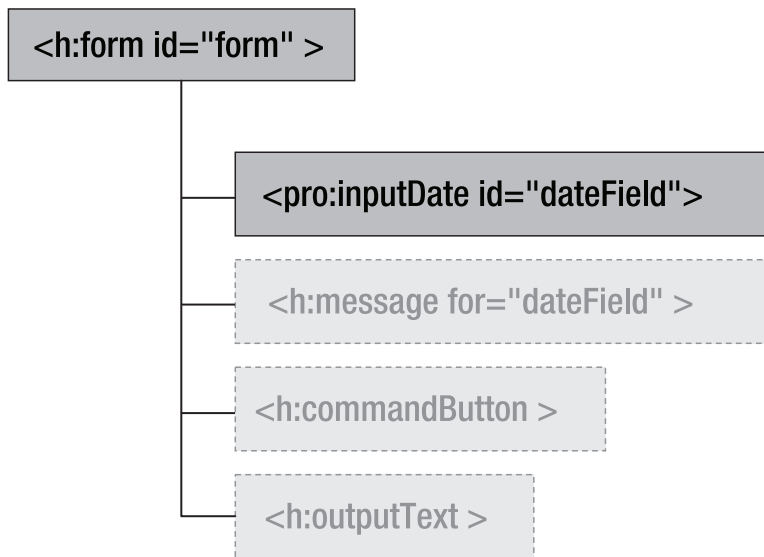 <h:form id="form" >
<pro:inputDate id="dateField">
<h:message for="dateField" >
<h:commandButton >
<h:outputText >